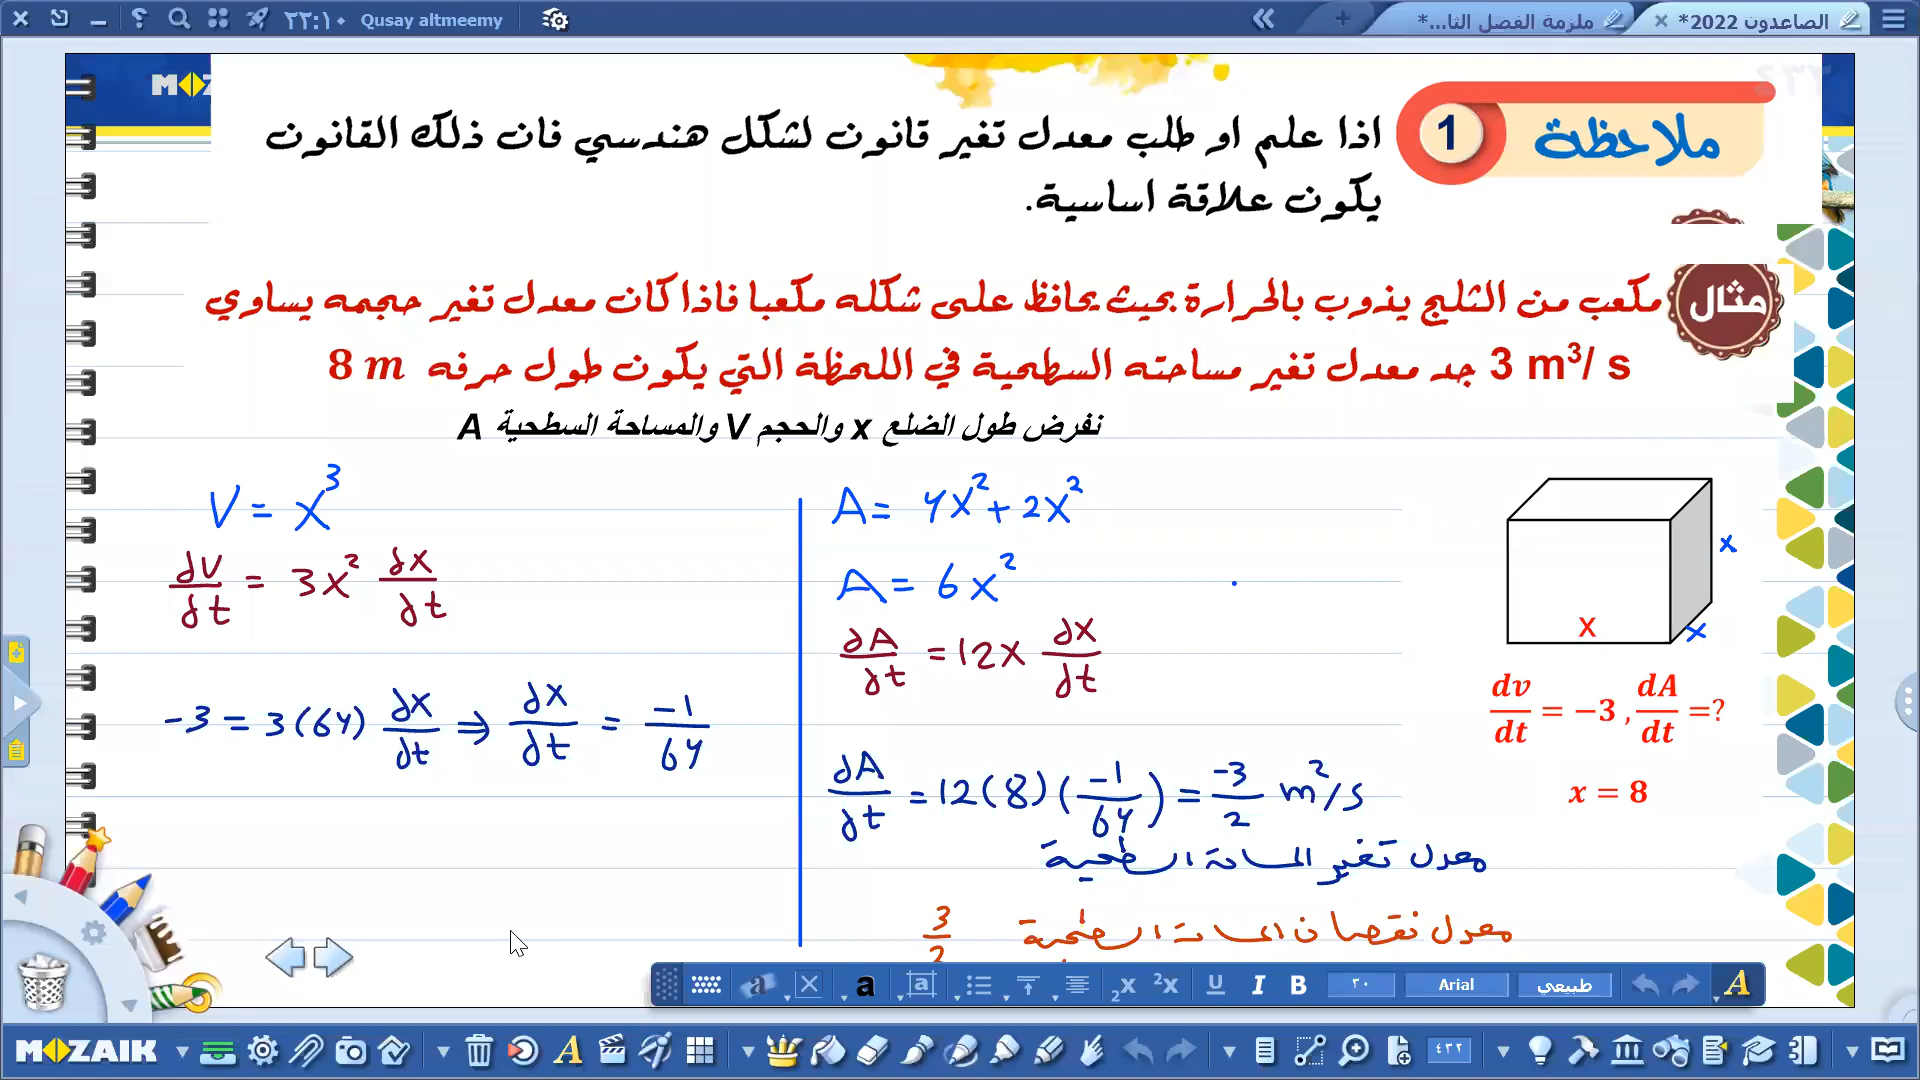 ٢٣:١٠ Qusay altmeemy
ملزمة الفصل الثا...*
الصاعدون 2022*
ملاحظة 1
اذا علم او طلب معدل تغير قانون لشكل هندسي فان ذلك القانون
يكون علاقة اساسية.
مثال
مكعب من الثلج يذوب بالحرارة بحيث يحافظ على شكله مكعبا فاذا كان معدل تغير حجمه يساوي
3 m³/ s جد معدل تغير مساحته السطحية في اللحظة التي يكون طول حرفه 8 m
نفرض طول الضلع x والحجم V والمساحة السطحية A
V = x³
dV/dt = 3x² dx/dt
-3 = 3(64) dx/dt ⇒ dx/dt = -1/64
A = 4x² + 2x²
A = 6x²
dA/dt = 12x dx/dt
dA/dt = 12(8)(-1/64) = -3/2 m²/s
معدل تغير المساحة السطحية
معدل نقصان المساحة السطحية 3/2
x
x
x
dv/dt = −3 , dA/dt =?
x = 8
٣٠
Arial
طبيعي
MOZAIK
٤٣٢